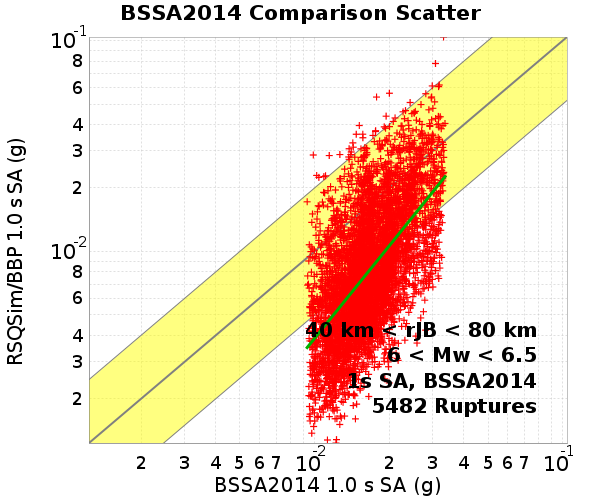 BSSA2014 Comparison Scatter
RSQSim/BBP 1.0 s SA (g)
10-1
8
6
4
3
2
10-2
8
6
4
3
2
40 km < rJB < 80 km
6 < Mw < 6.5
1s SA, BSSA2014
5482 Ruptures
2 3 4 5 6 7 10-2 2 3 4 5 6 7 10-1
BSSA2014 1.0 s SA (g)